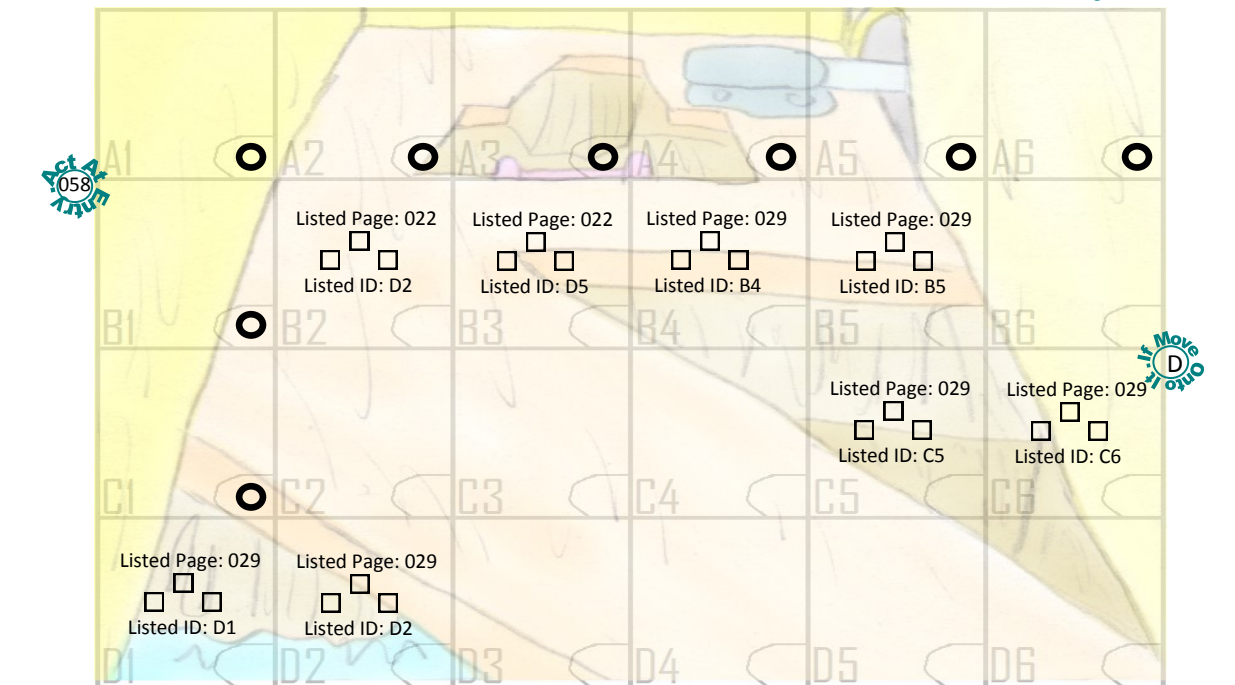 A1 A2 A3 A4 A5 A6
Act At Entry
058
Listed Page: 022 Listed Page: 022 Listed Page: 029 Listed Page: 029
Listed ID: D2 Listed ID: D5 Listed ID: B4 Listed ID: B5
B1 B2 B3 B4 B5 B6
If Move Onto It
D
Listed Page: 029 Listed Page: 029
Listed ID: C5 Listed ID: C6
C1 C2 C3 C4 C5 C6
Listed Page: 029 Listed Page: 029
Listed ID: D1 Listed ID: D2
D1 D2 D3 D4 D5 D6